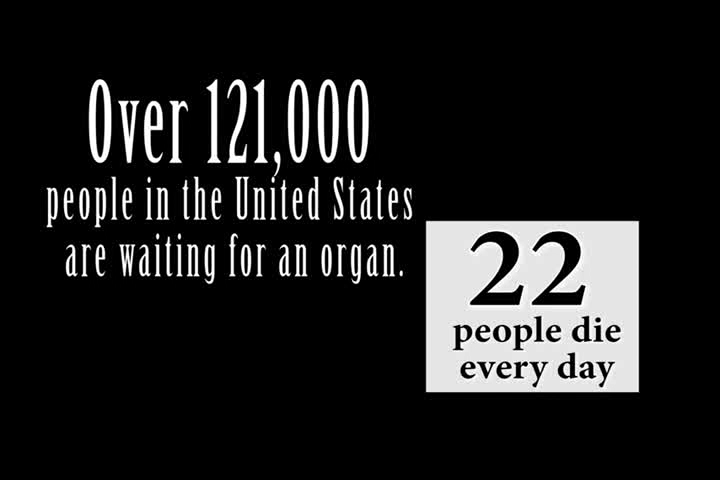 Over 121,000
people in the United States
are waiting for an organ.
22
people die
every day